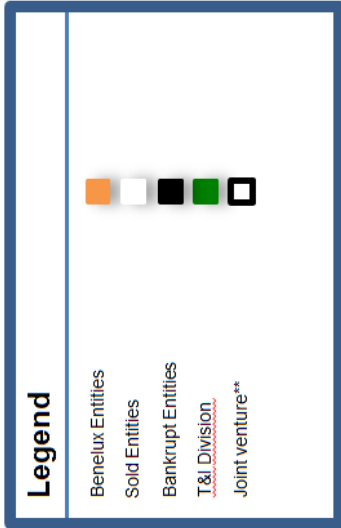 Legend
Benelux Entities
Sold Entities
Bankrupt Entities
T&I Division
Joint venture**